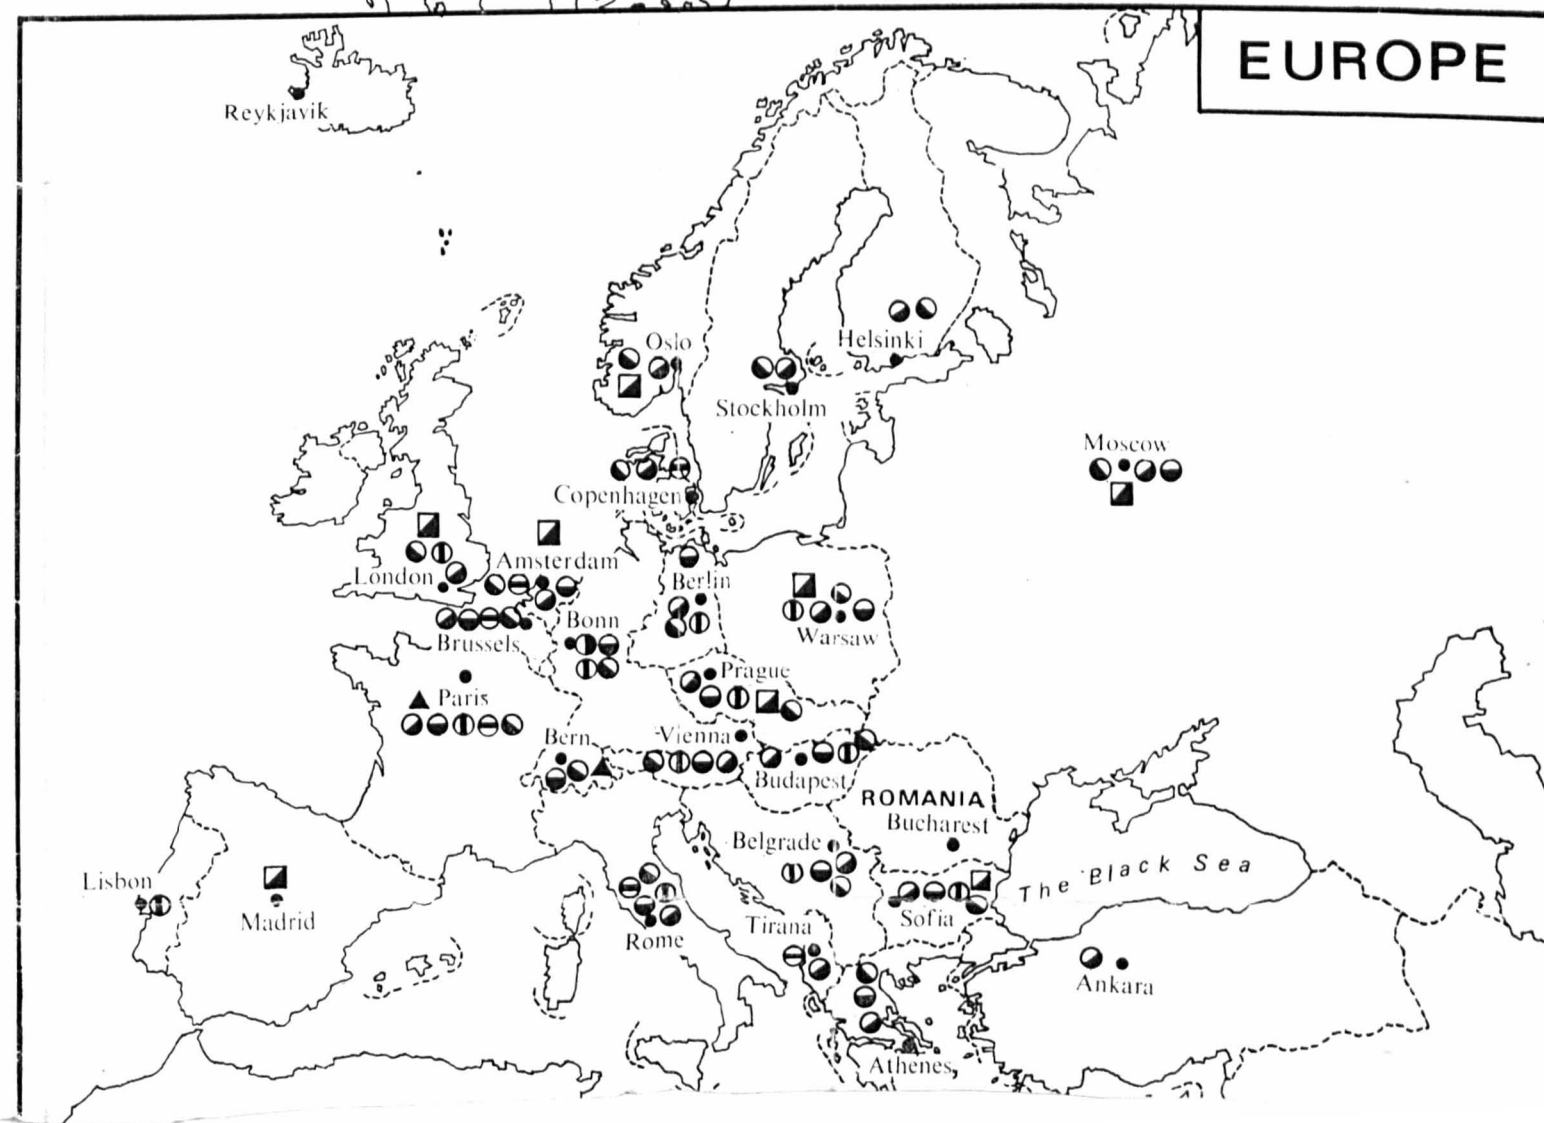 EUROPE
Reykjavik
Oslo
Helsinki
Stockholm
Moscow
Copenhagen
Amsterdam
London
Berlin
Brussels
Bonn
Warsaw
Prague
Paris
Bern
Vienna
Budapest
ROMANIA
Bucharest
Belgrade
The Black Sea
Lisbon
Madrid
Rome
Tirana
Sofia
Ankara
Athenes